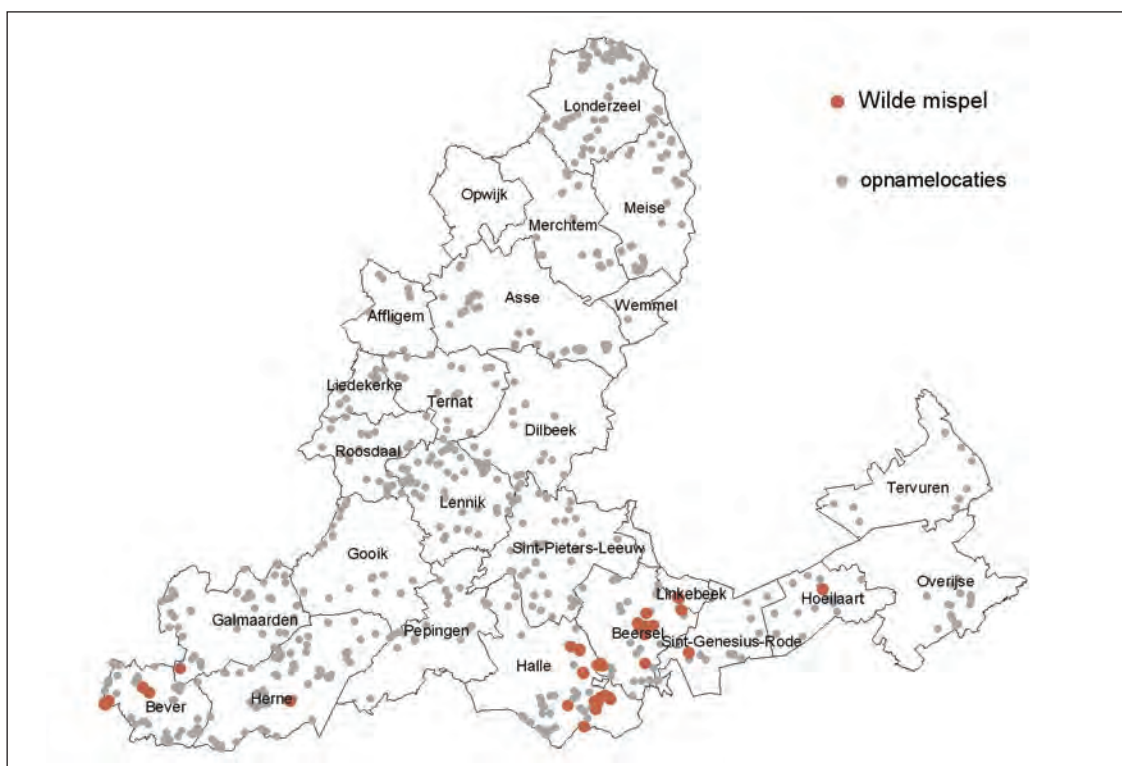 Londerzeel
Wilde mispel
opnamelocaties
Opwijk
Meise
Merchtem
Asse
Wemmel
Affligem
Liedekerke
Ternat
Dilbeek
Roosdaal
Tervuren
Lennik
Gooik
Sint-Pieters-Leeuw
Overijse
Linkebeek
Hoeilaart
Galmaarden
Pepingen
Beersel
Sint-Genesius-Rode
Halle
Herne
Bever